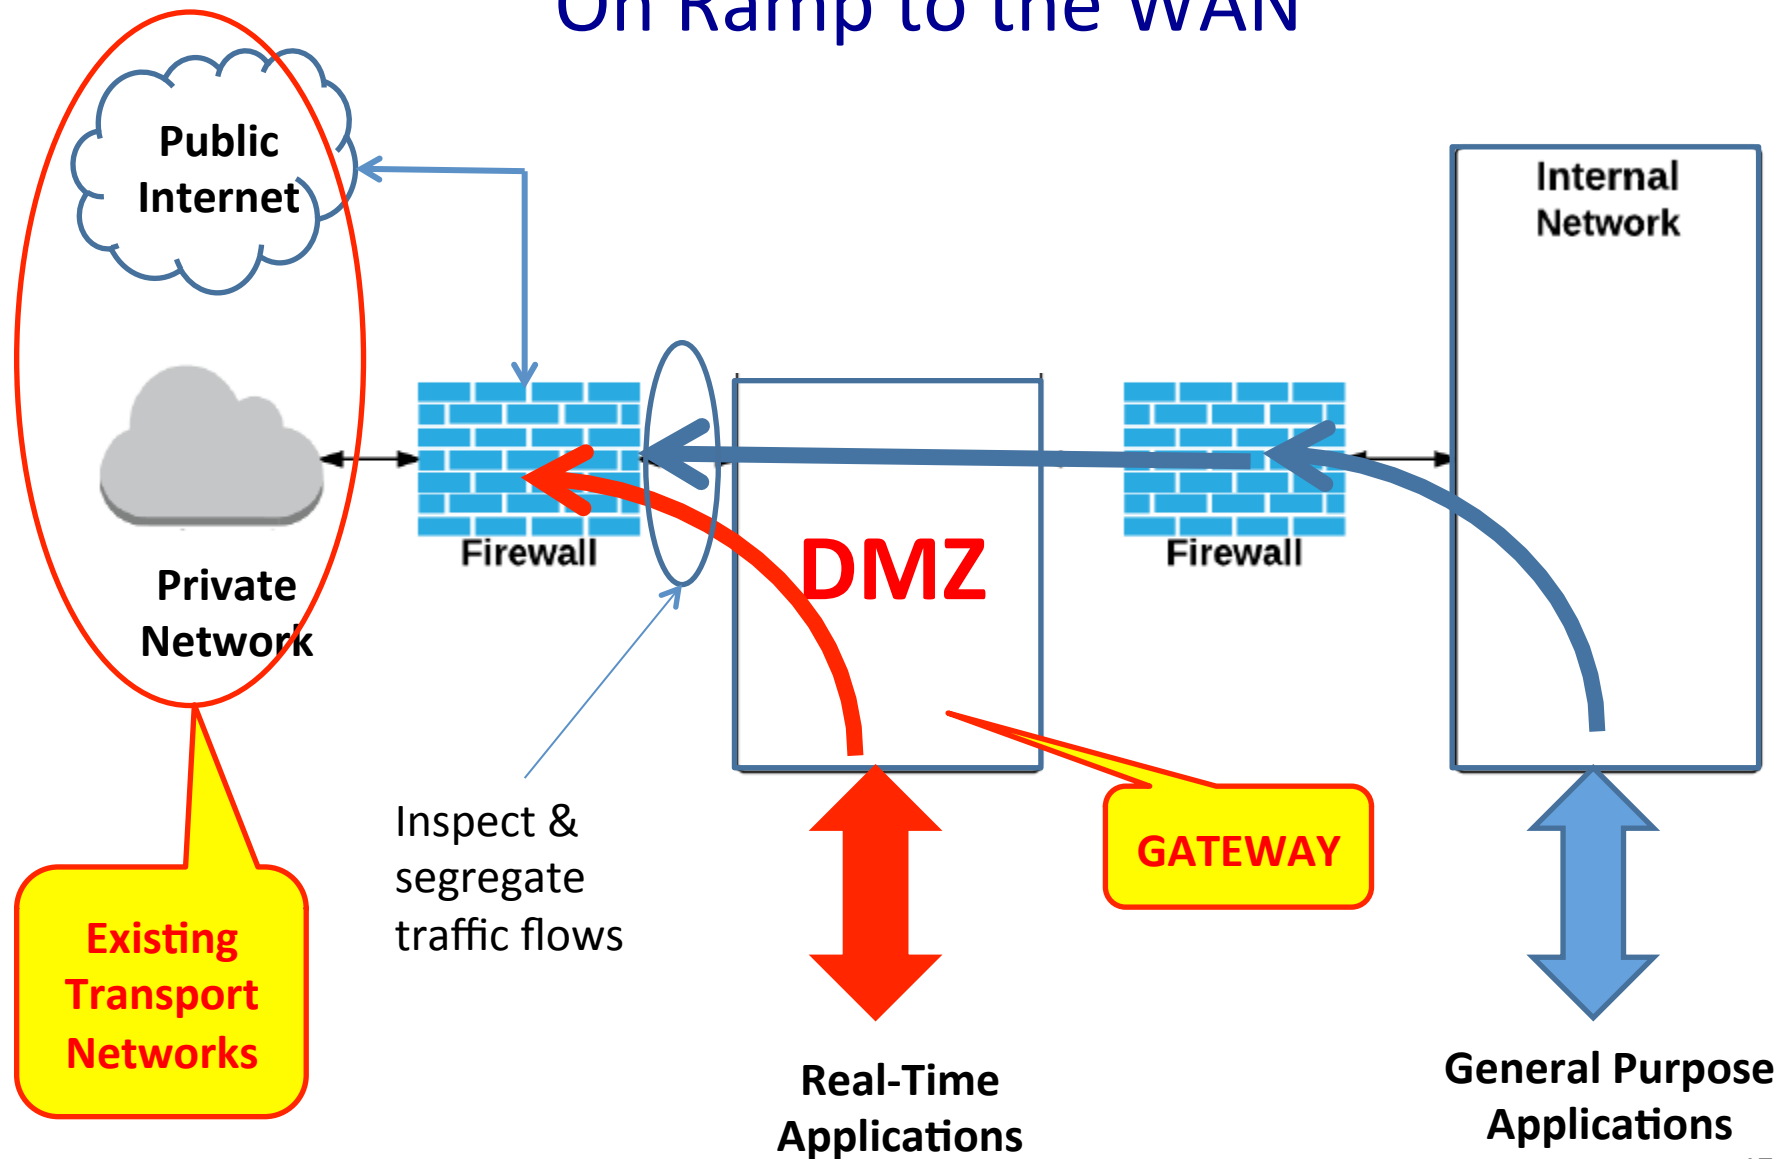 On Ramp to the WAN
Public
Internet
Internal
Network
Firewall
DMZ
Firewall
Private
Network
Inspect &
segregate
traffic flows
GATEWAY
Existing
Transport
Networks
Real-Time
Applications
General Purpose
Applications